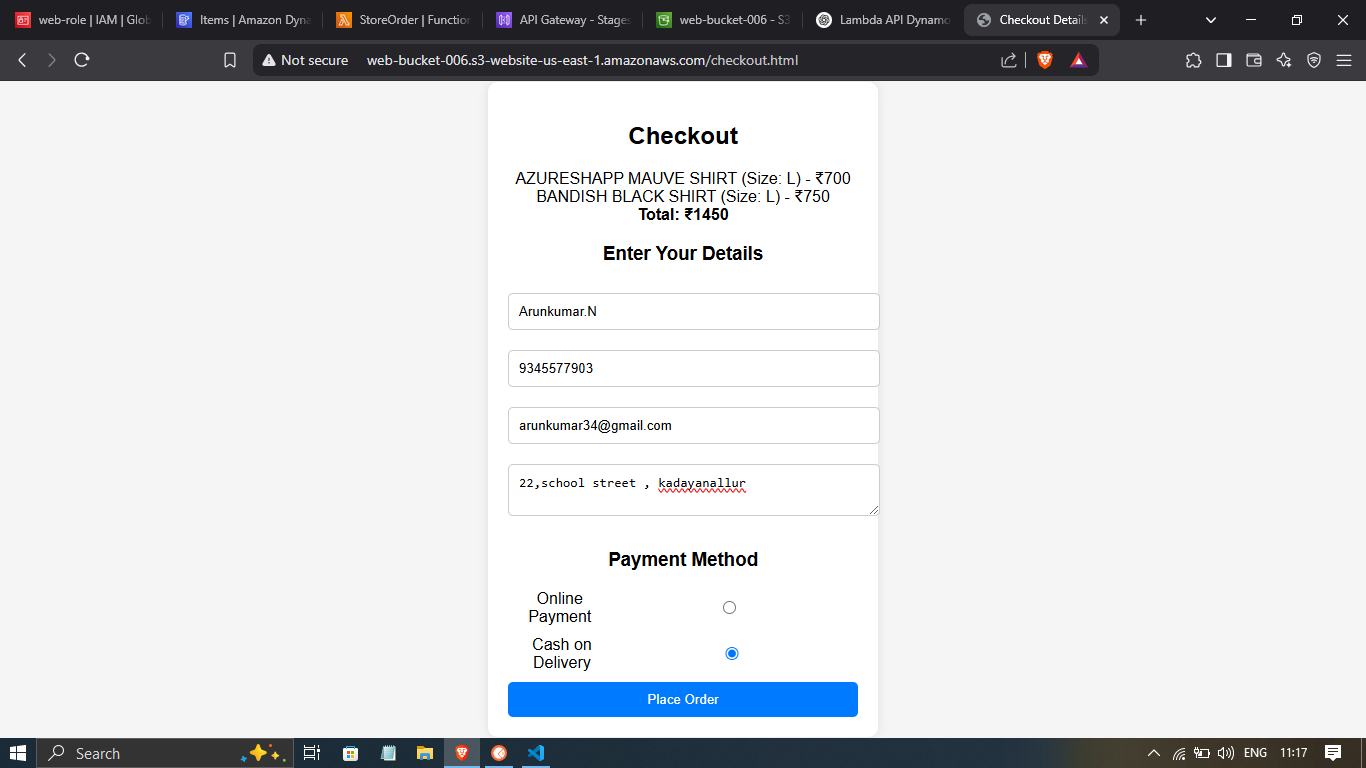 web-role | IAM | Glob
Items | Amazon Dyna
StoreOrder | Function
API Gateway - Stages
web-bucket-006 - S3
Lambda API Dynamo
Checkout Details
Not secure
web-bucket-006.s3-website-us-east-1.amazonaws.com/checkout.html
Checkout
AZURESHAPP MAUVE SHIRT (Size: L) - ₹700
BANDISH BLACK SHIRT (Size: L) - ₹750
Total: ₹1450
Enter Your Details
Arunkumar.N
9345577903
arunkumar34@gmail.com
22,school street , kadayanallur
Payment Method
Online
Payment
Cash on
Delivery
Place Order
Search
ENG
11:17